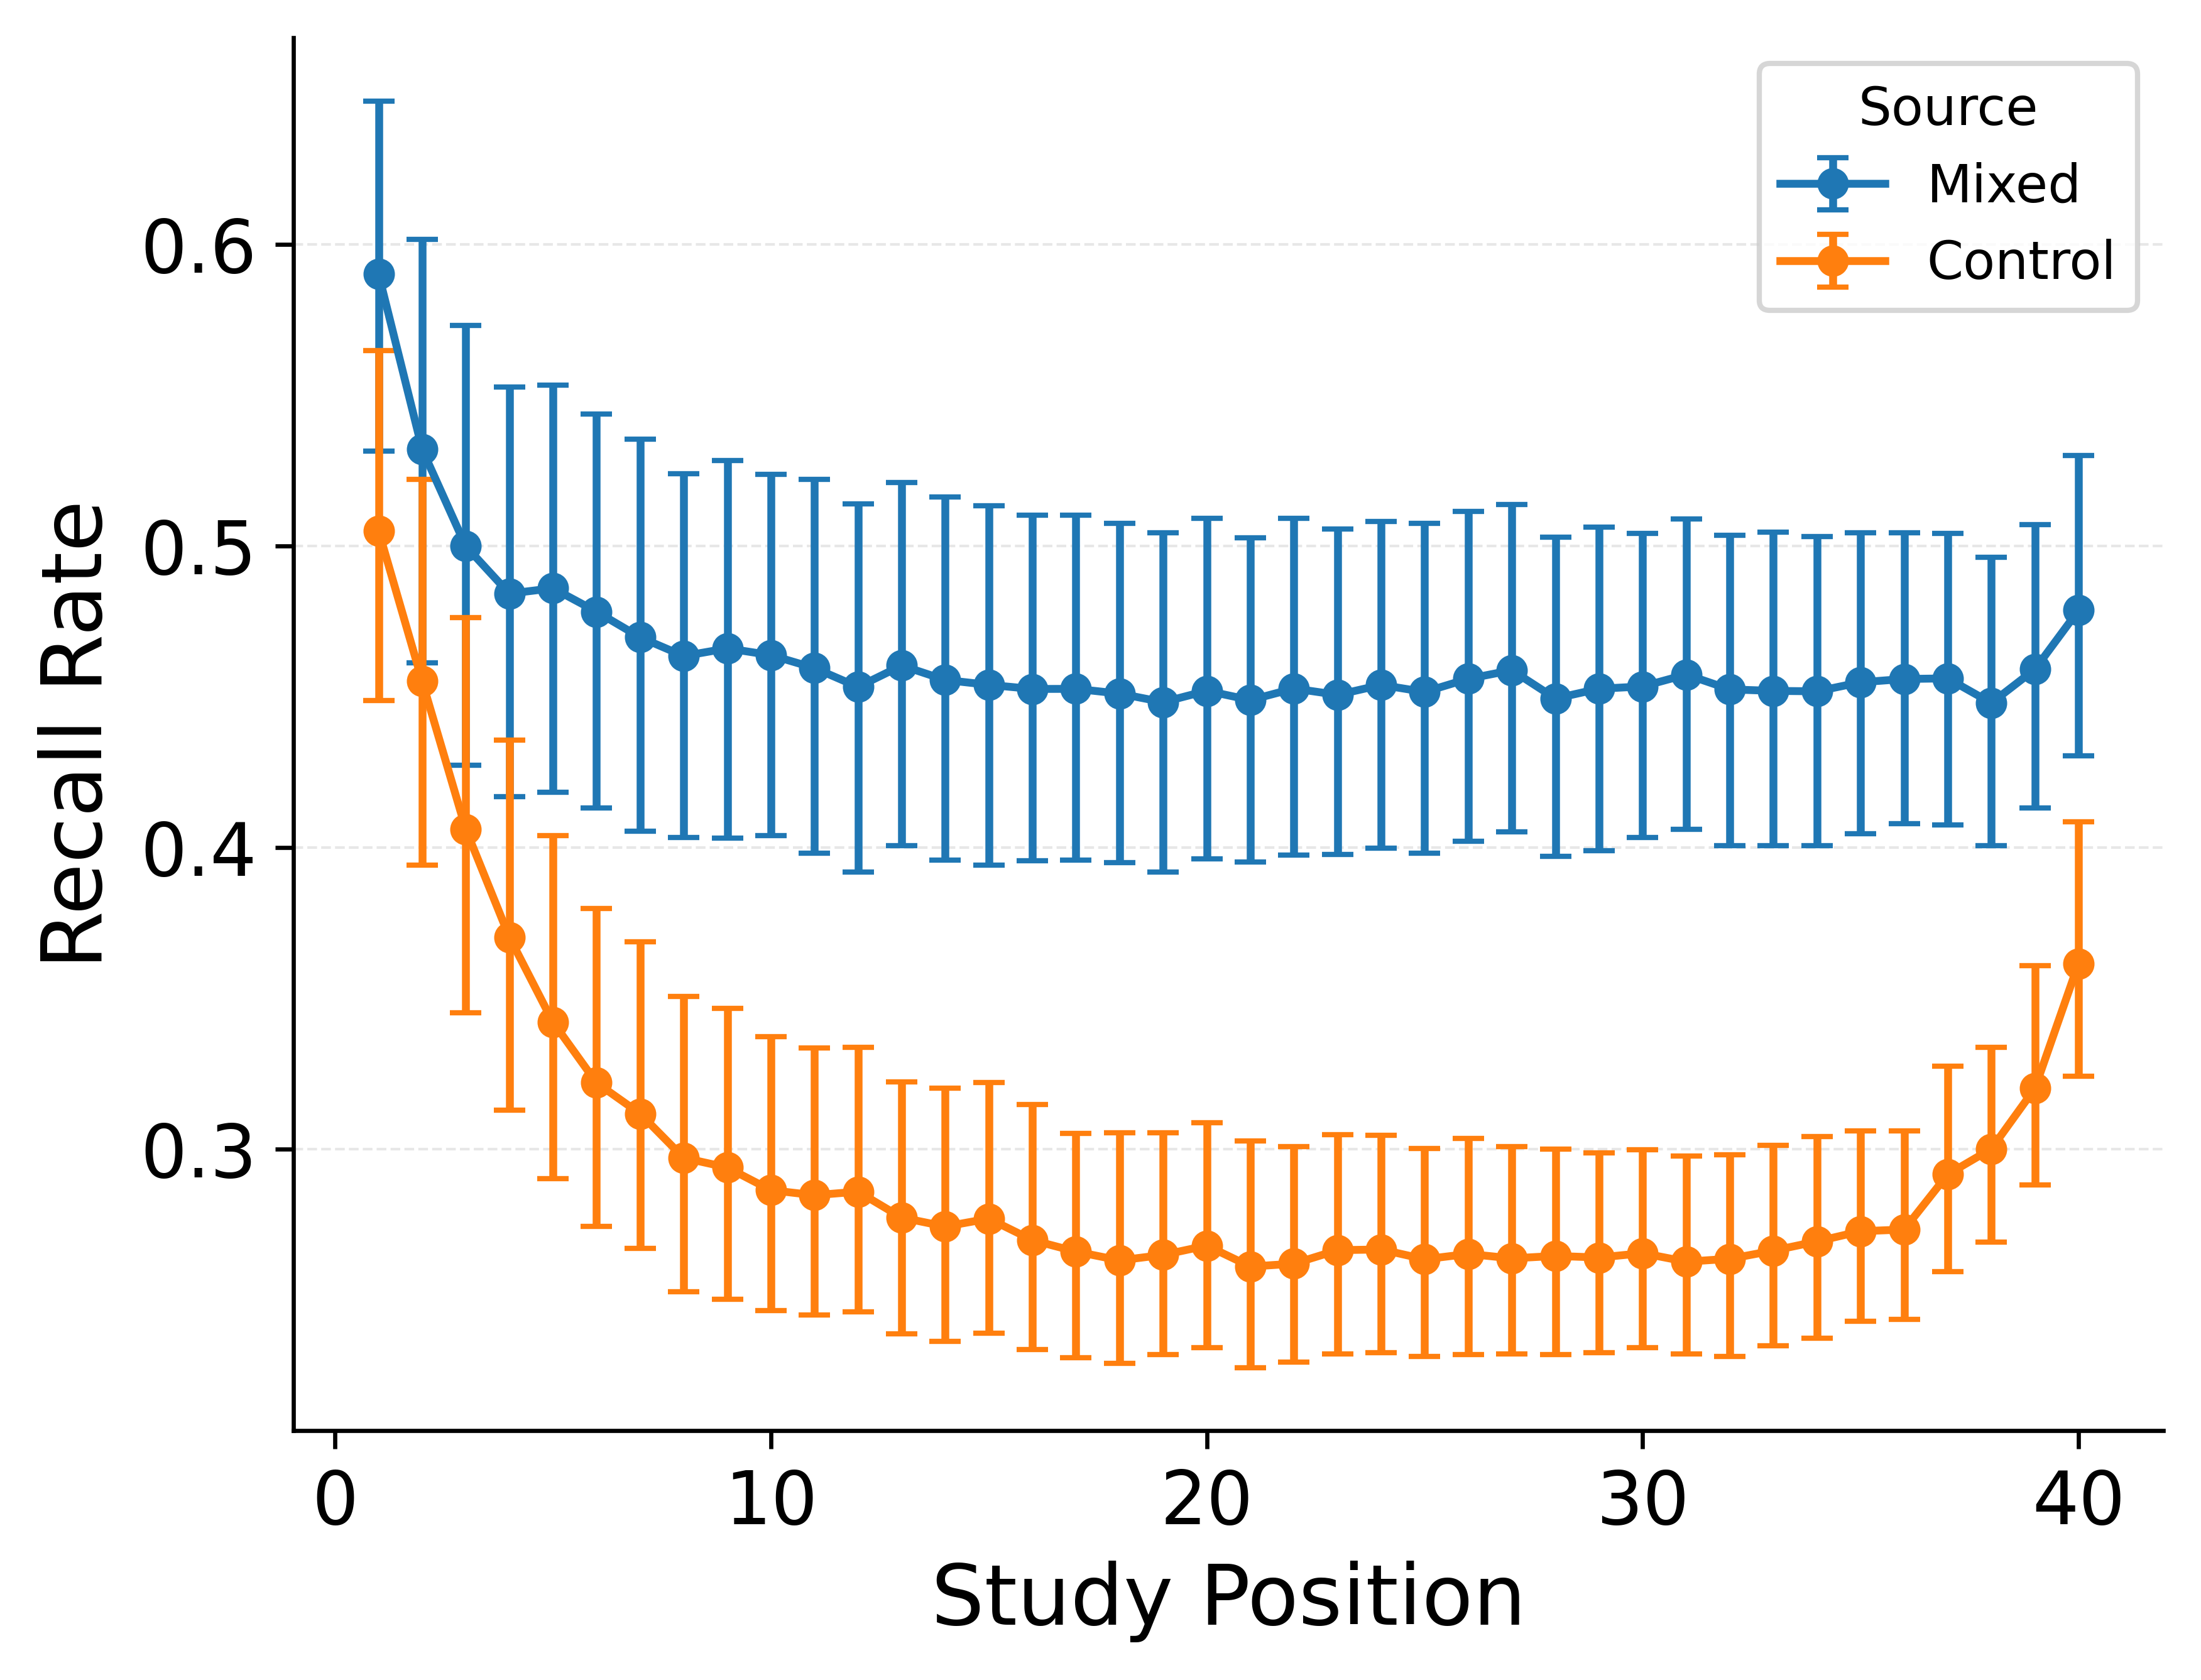 Source
Mixed
Control
Recall Rate
0.6
0.5
0.4
0.3
0 10 20 30 40
Study Position